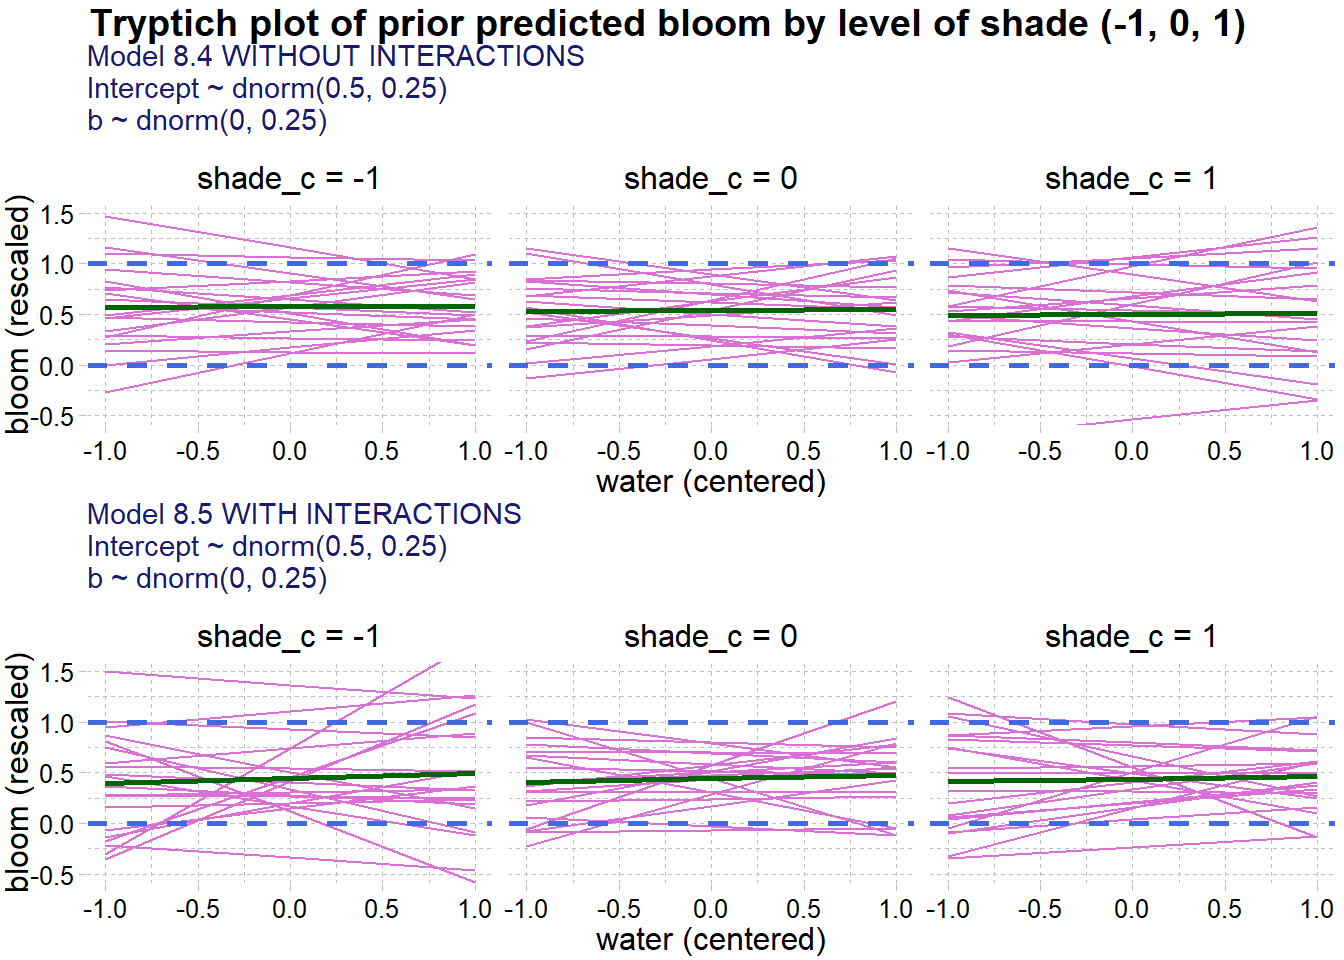 Tryptich plot of prior predicted bloom by level of shade (-1, 0, 1)
Model 8.4 WITHOUT INTERACTIONS
Intercept ~ dnorm(0.5, 0.25)
b ~ dnorm(0, 0.25)
shade_c = -1 shade_c = 0 shade_c = 1
bloom (rescaled)
1.5
1.0
0.5
0.0
-0.5
-1.0 -0.5 0.0 0.5 1.0 -1.0 -0.5 0.0 0.5 1.0 -1.0 -0.5 0.0 0.5 1.0
water (centered)
Model 8.5 WITH INTERACTIONS
Intercept ~ dnorm(0.5, 0.25)
b ~ dnorm(0, 0.25)
shade_c = -1 shade_c = 0 shade_c = 1
bloom (rescaled)
1.5
1.0
0.5
0.0
-0.5
-1.0 -0.5 0.0 0.5 1.0 -1.0 -0.5 0.0 0.5 1.0 -1.0 -0.5 0.0 0.5 1.0
water (centered)